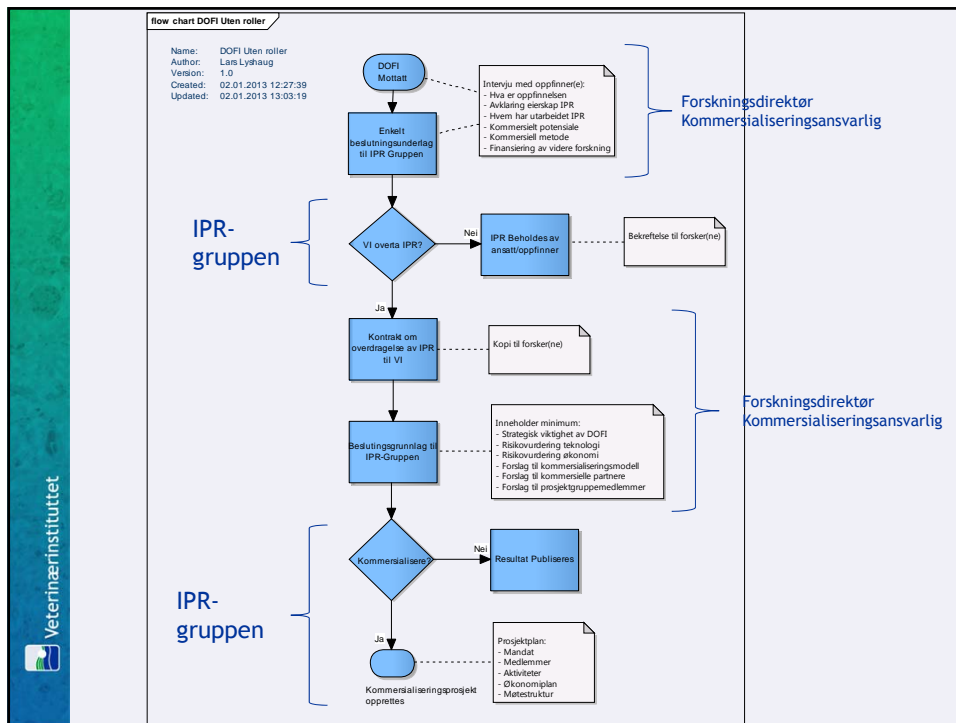 flow chart DOFI Uten roller
Name: DOFI Uten roller
Author: Lars Lyshaug
Version: 1.0
Created: 02.01.2013 12:27:39
Updated: 02.01.2013 13:03:19
DOFI
Mottatt
Intervju med oppfinner(e):
- Hva er oppfinnelsen
- Avklaring eierskap IPR
- Hvem har utarbeidet IPR
- Kommersielt potensiale
- Kommersiell metode
- Finansiering av videre forskning
Forskningsdirektør
Kommersialiseringsansvarlig
Enkelt
beslutningsunderlag
til IPR Gruppen
IPR-
gruppen
VI overta IPR?
Nei
IPR Beholdes av
ansatt/oppfinner
Bekreftelse til forsker(ne)
Ja
Kontrakt om
overdragelse av IPR
til VI
Kopi til forsker(ne)
Forskningsdirektør
Kommersialiseringsansvarlig
Beslutingsgrunnlag til
IPR-Gruppen
Inneholder minimum:
- Strategisk viktighet av DOFI
- Risikovurdering teknologi
- Risikovurdering økonomi
- Forslag til kommersialiseringsmodell
- Forslag til kommersielle partnere
- Forslag til prosjektgruppemedlemmer
IPR-
gruppen
Kommersialisere?
Nei
Resultat Publiseres
Ja
Kommersialiseringsprosjekt
opprettes
Prosjektplan:
- Mandat
- Medlemmer
- Aktiviteter
- Økonomiplan
- Møtestruktur
Veterinærinstituttet